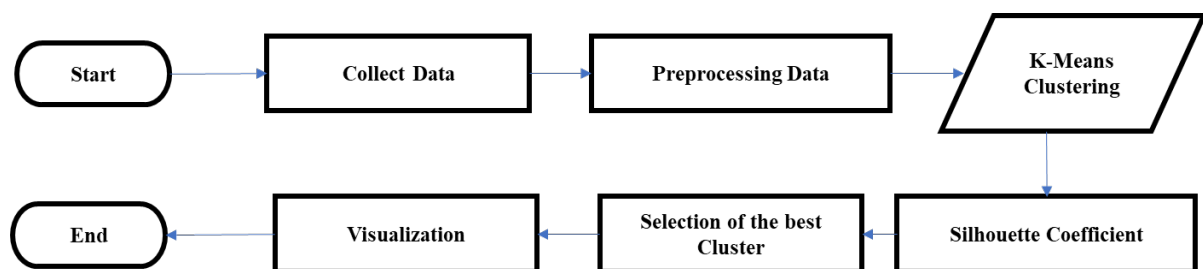 Start
Collect Data
Preprocessing Data
K-Means
Clustering
Silhouette Coefficient
Selection of the best
Cluster
Visualization
End